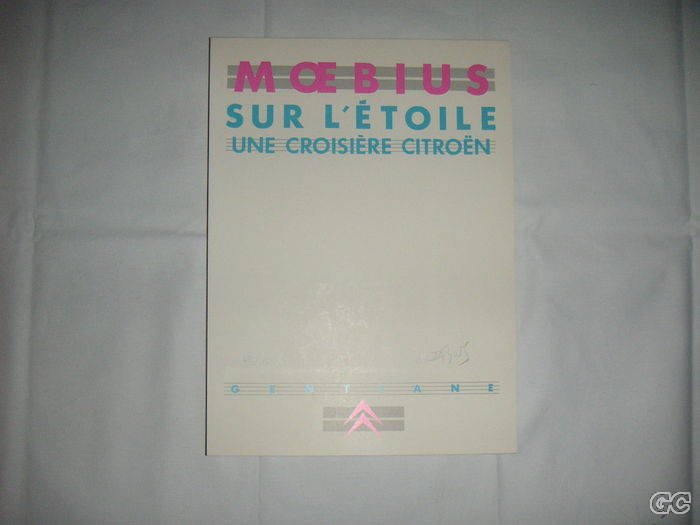 MŒBIUS
SUR L'ÉTOILE
UNE CROISIÈRE CITROËN
GENTIANE
GC